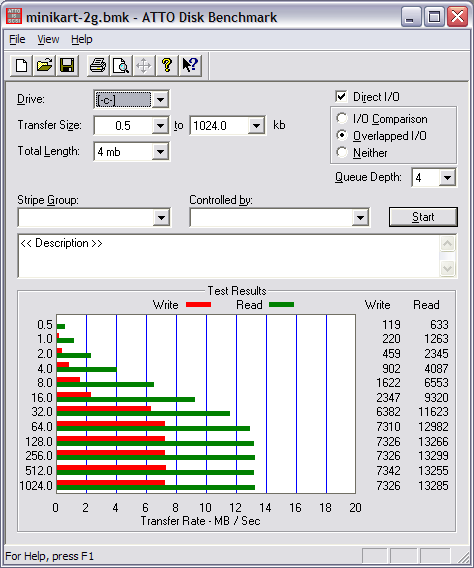 minikart-2g.bmk - ATTO Disk Benchmark
File View Help
Drive: [-c-]
Direct I/O
Transfer Size: 0.5 to 1024.0 kb
I/O Comparison
Overlapped I/O
Total Length: 4 mb
Neither
Queue Depth: 4
Stripe Group: Controlled by:
Start
<< Description >>
Test Results
Write Read Write Read
0.5 119 633
1.0 220 1263
2.0 459 2345
4.0 902 4087
8.0 1622 6553
16.0 2347 9320
32.0 6382 11623
64.0 7310 12982
128.0 7326 13266
256.0 7326 13299
512.0 7342 13255
1024.0 7326 13285
0 2 4 6 8 10 12 14 16 18 20
Transfer Rate - MB / Sec
For Help, press F1